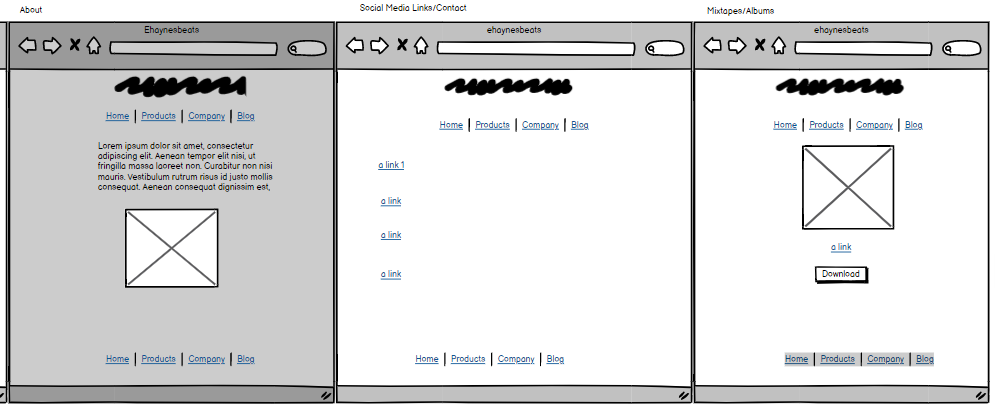 About
Ehaynesbeats
Home | Products | Company | Blog
Lorem ipsum dolor sit amet, consectetur
adipiscing elit. Aenean tempor elit nisi, ut
fringilla massa laoreet non. Curabitur non nisi
mauris. Vestibulum rutrum risus id justo mollis
consequat. Aenean consequat dignissim est,
Home | Products | Company | Blog
Social Media Links/Contact
ehaynesbeats
Home | Products | Company | Blog
a link 1
a link
a link
a link
Home | Products | Company | Blog
Mixtapes/Albums
ehaynesbeats
Home | Products | Company | Blog
a link
Download
Home | Products | Company | Blog